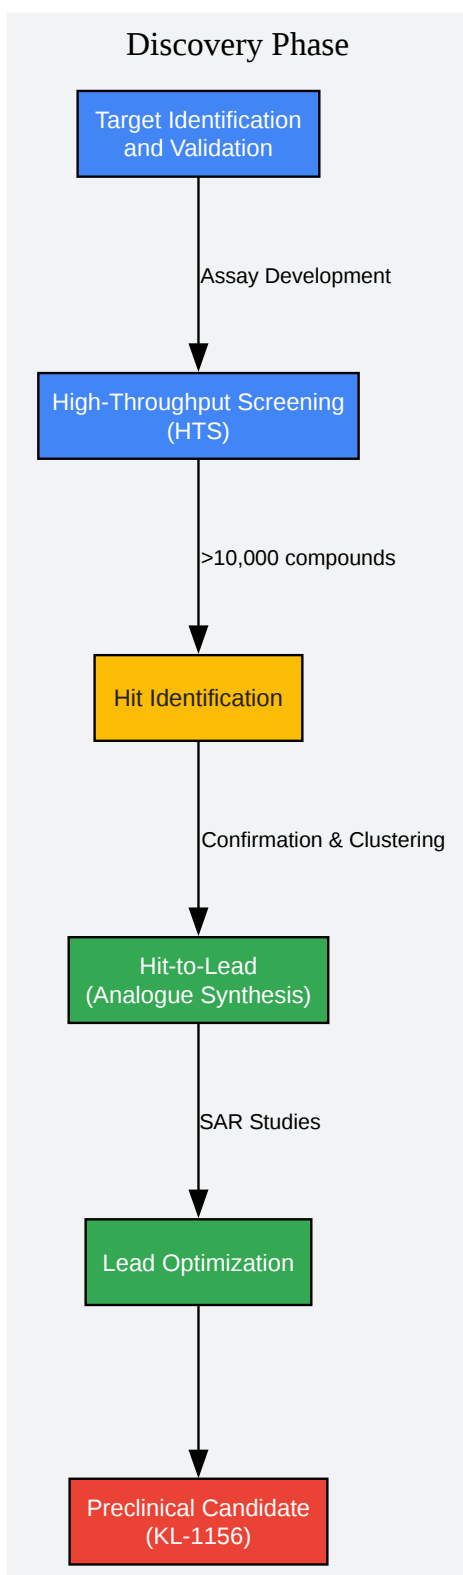 Discovery Phase
Target Identification
and Validation
Assay Development
High-Throughput Screening
(HTS)
>10,000 compounds
Hit Identification
Confirmation & Clustering
Hit-to-Lead
(Analogue Synthesis)
SAR Studies
Lead Optimization
Preclinical Candidate
(KL-1156)